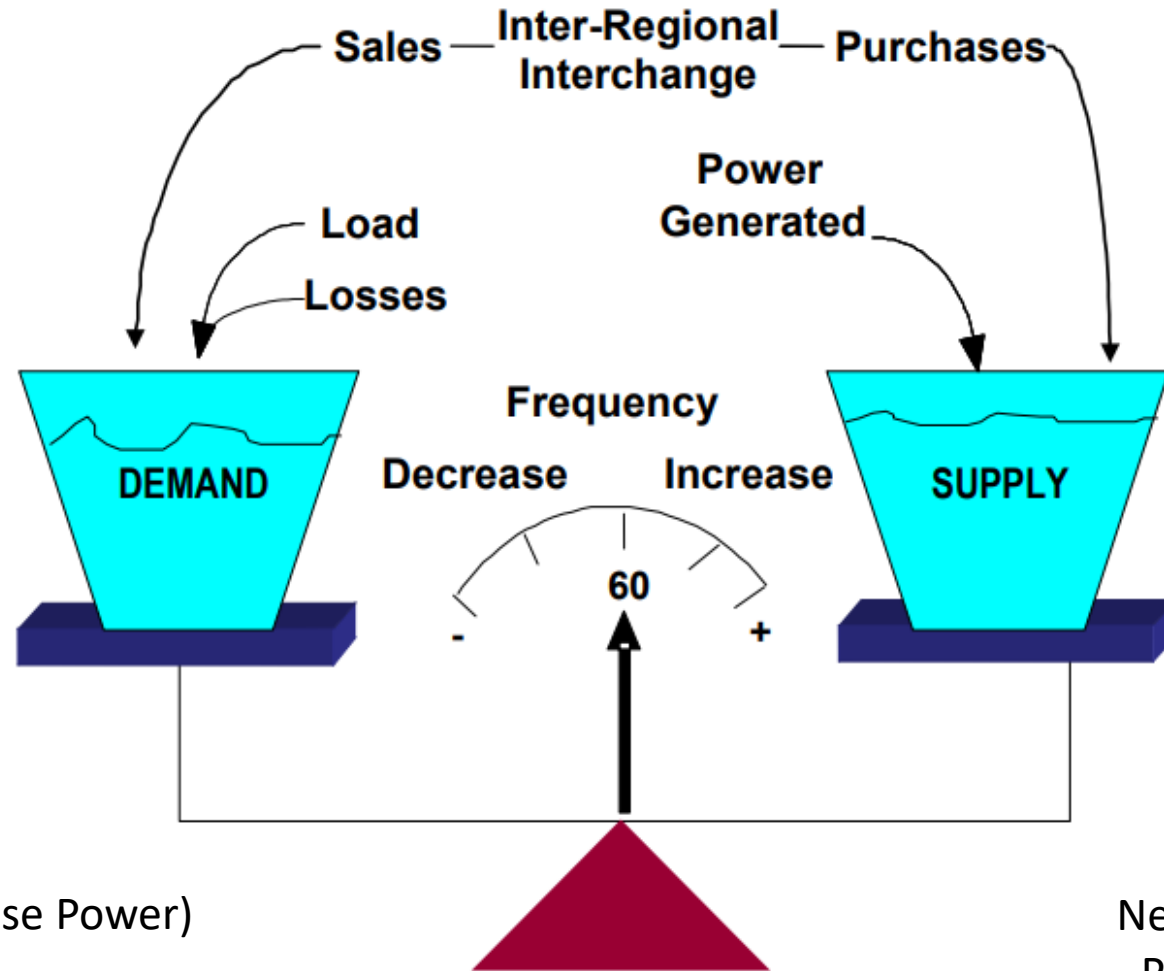 Sales
Inter-Regional
Interchange
Purchases
Load
Losses
Power
Generated
Frequency
Decrease
Increase
DEMAND
SUPPLY
60
-
+
se Power)
Ne